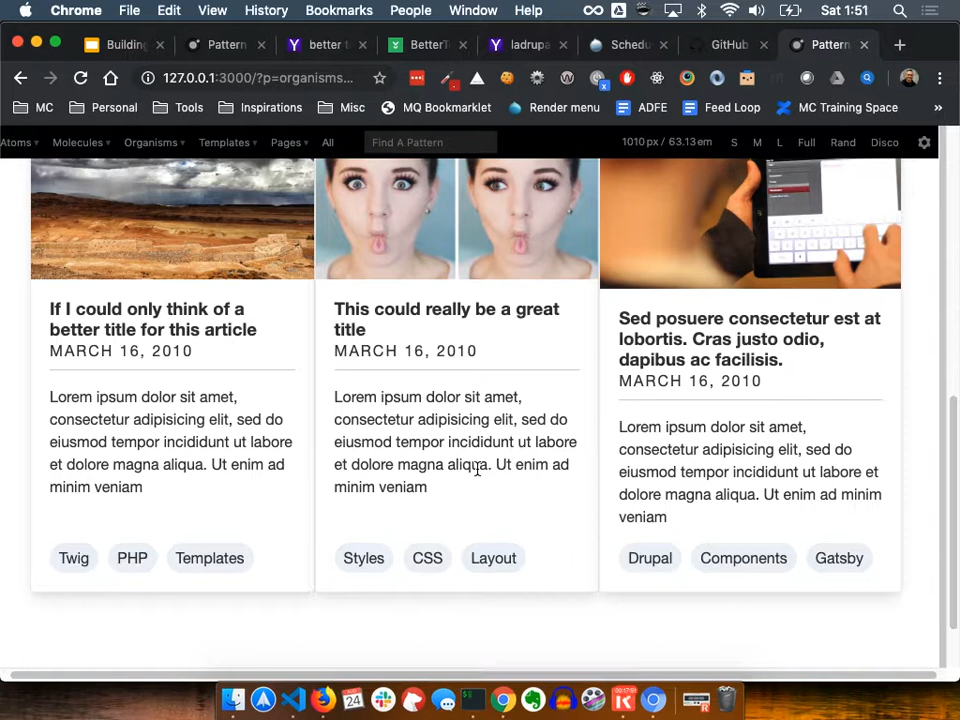 Chrome File Edit View History Bookmarks People Window Help Sat 1:51
Building Pattern better t BetterT ladrupa Schedu GitHub Pattern
127.0.0.1:3000/?p=organisms...
MC Personal Tools Inspirations Misc MQ Bookmarklet Render menu ADFE Feed Loop MC Training Space »
Atoms Molecules Organisms Templates Pages All Find A Pattern 1010 px / 63.13em S M L Full Rand Disco
If I could only think of a
better title for this article
MARCH 16, 2010
Lorem ipsum dolor sit amet,
consectetur adipisicing elit, sed do
eiusmod tempor incididunt ut labore
et dolore magna aliqua. Ut enim ad
minim veniam
Twig PHP Templates
This could really be a great
title
MARCH 16, 2010
Lorem ipsum dolor sit amet,
consectetur adipisicing elit, sed do
eiusmod tempor incididunt ut labore
et dolore magna aliqua. Ut enim ad
minim veniam
Styles CSS Layout
Sed posuere consectetur est at
lobortis. Cras justo odio,
dapibus ac facilisis.
MARCH 16, 2010
Lorem ipsum dolor sit amet,
consectetur adipisicing elit, sed do
eiusmod tempor incididunt ut labore
et dolore magna aliqua. Ut enim ad minim
veniam
Drupal Components Gatsby